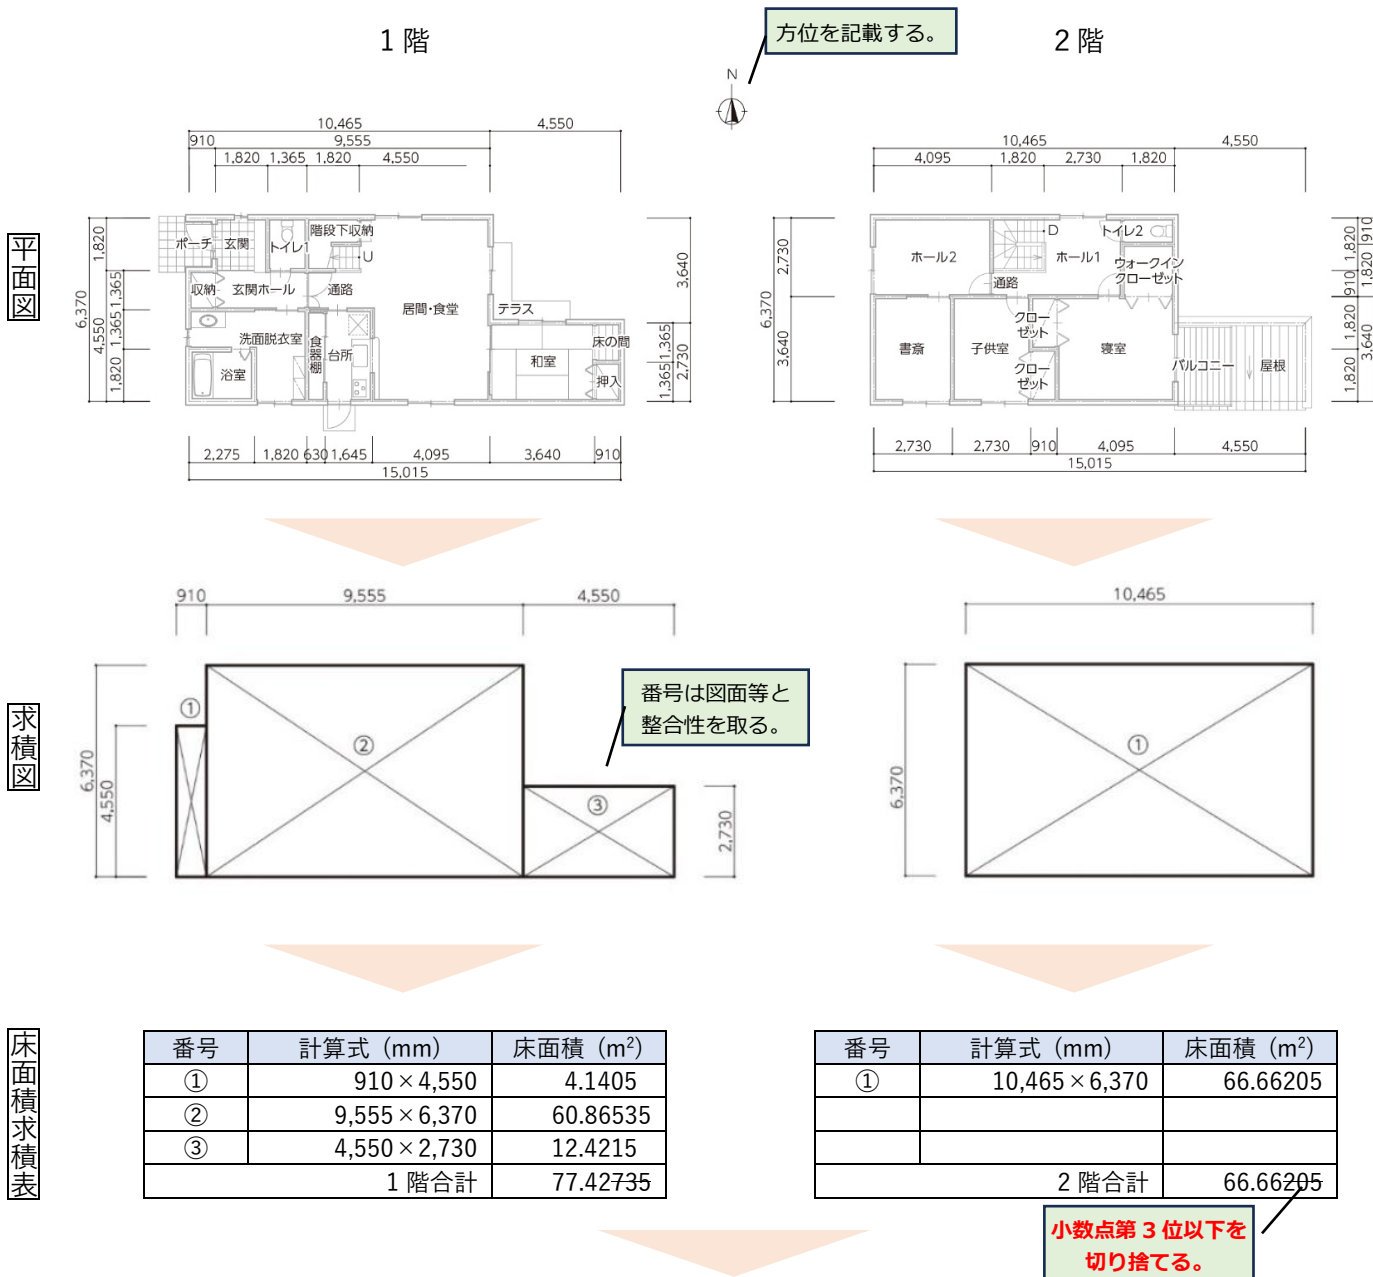 1階
方位を記載する。
2階
N
平面図
10,465
4,550
910
9,555
1,820
1,365
1,820
4,550
6,370
1,820
4,550
1,365
1,365
1,820
ポーチ
玄関
トイレ1
階段下収納
U
収納
玄関ホール
通路
居間・食堂
テラス
洗面脱衣室
食器棚
台所
浴室
和室
床の間
押入
3,640
2,730
1,365
1,365
2,275
1,820
630
1,645
4,095
3,640
910
15,015
10,465
4,550
4,095
1,820
2,730
1,820
6,370
2,730
3,640
ホール2
D
ホール1
トイレ2
通路
ウォークイン
クローゼット
クロー
ゼット
書斎
子供室
クロー
ゼット
寝室
バルコニー
屋根
1,820
910
1,820
910
1,820
3,640
1,820
2,730
2,730
910
4,095
4,550
15,015
求積図
910
9,555
4,550
6,370
4,550
①
②
③
2,730
番号は図面等と
整合性を取る。
10,465
6,370
①
床面積求積表
番号 計算式（mm） 床面積（m²）
① 910×4,550 4.1405
② 9,555×6,370 60.86535
③ 4,550×2,730 12.4215
1階合計 77.42735
番号 計算式（mm） 床面積（m²）
① 10,465×6,370 66.66205
2階合計 66.66205
小数点第3位以下を
切り捨てる。